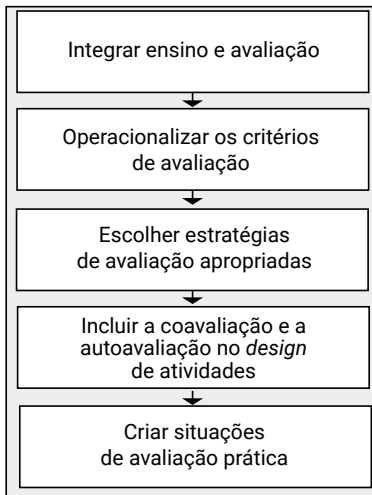 Integrar ensino e avaliação
Operacionalizar os critérios
de avaliação
Escolher estratégias
de avaliação apropriadas
Incluir a coavaliação e a
autoavaliação no design
de atividades
Criar situações
de avaliação prática